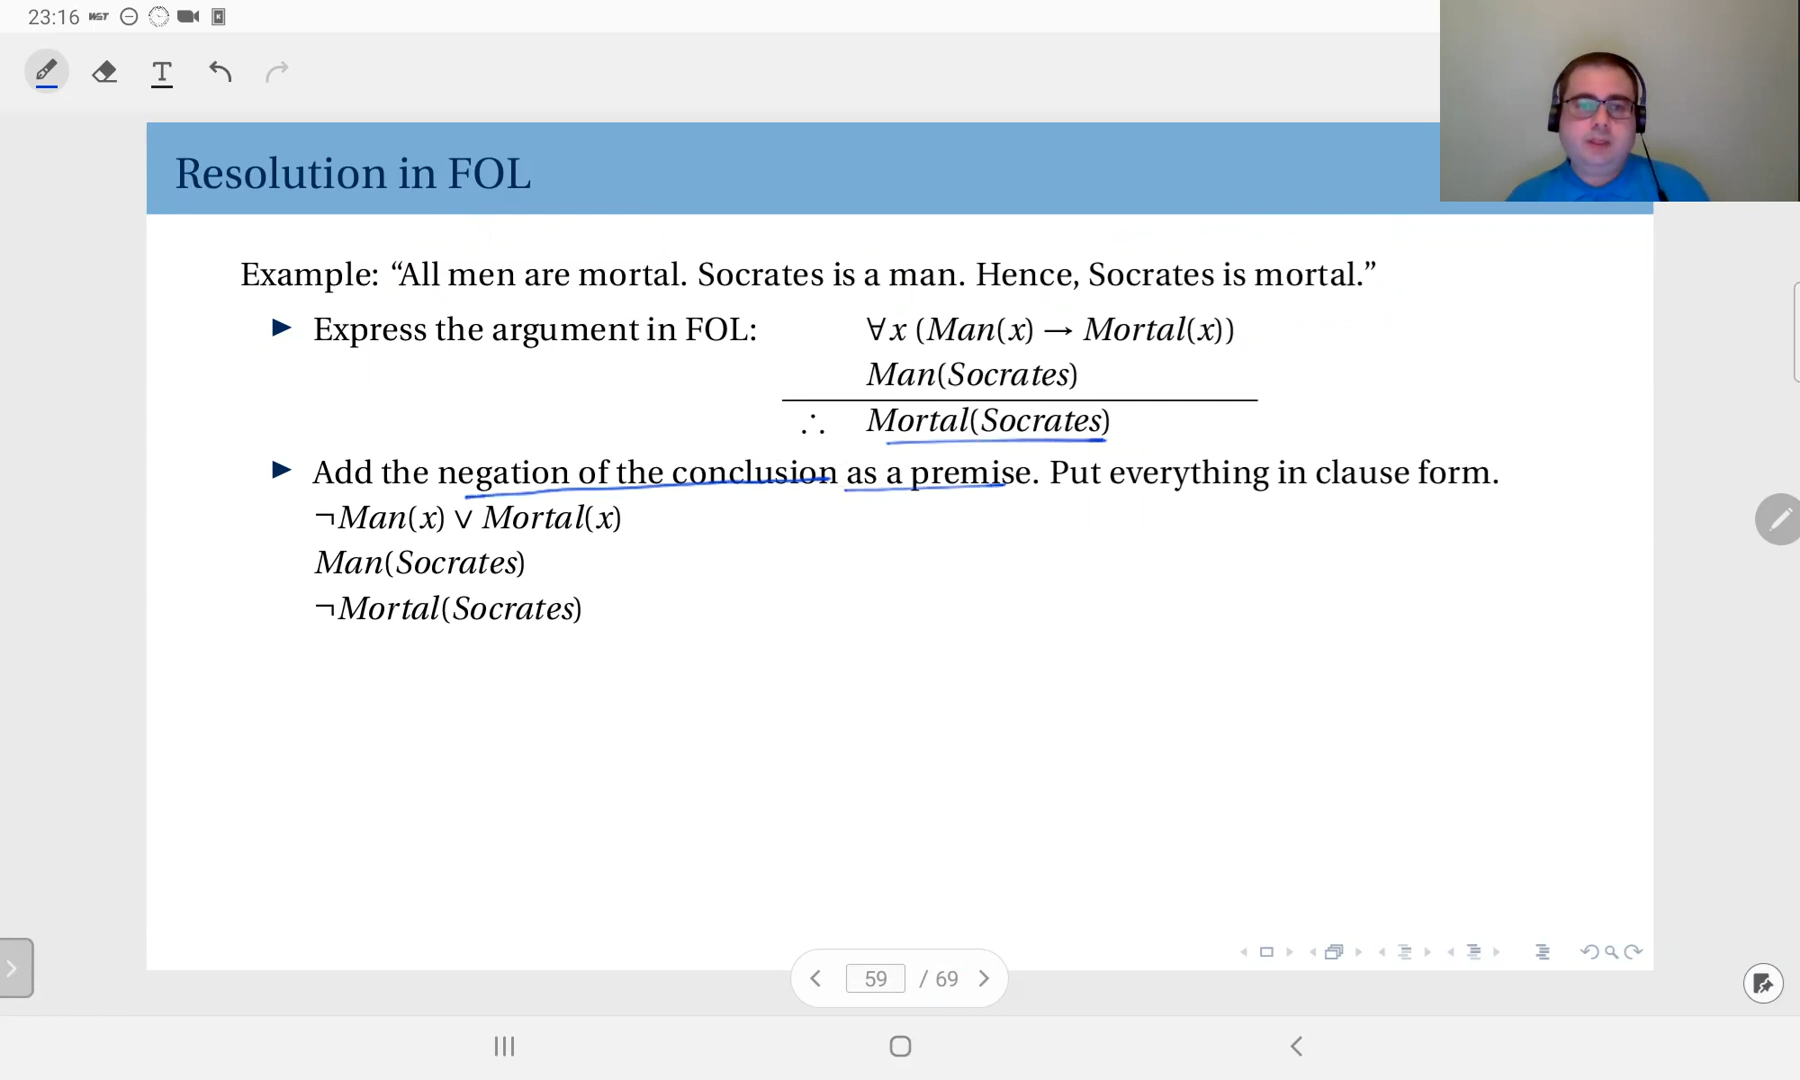 23:16 WST
T
Resolution in FOL
Example: “All men are mortal. Socrates is a man. Hence, Socrates is mortal.”
▶ Express the argument in FOL: ∀x (Man(x) → Mortal(x))
Man(Socrates)
∴ Mortal(Socrates)
▶ Add the negation of the conclusion as a premise. Put everything in clause form.
¬Man(x) ∨ Mortal(x)
Man(Socrates)
¬Mortal(Socrates)
59 / 69